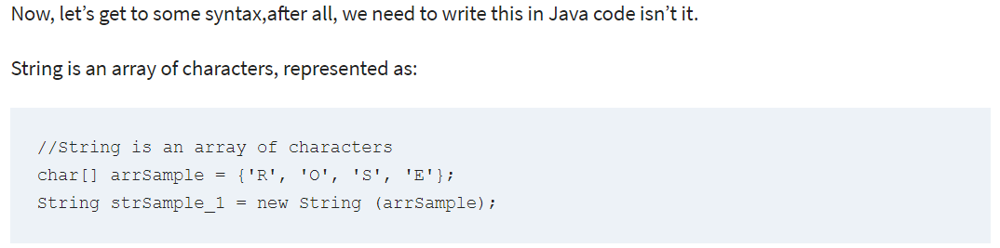 Now, let’s get to some syntax,after all, we need to write this in Java code isn’t it.
String is an array of characters, represented as:
//String is an array of characters
char[] arrSample = {'R', 'O', 'S', 'E'};
String strSample_1 = new String (arrSample);